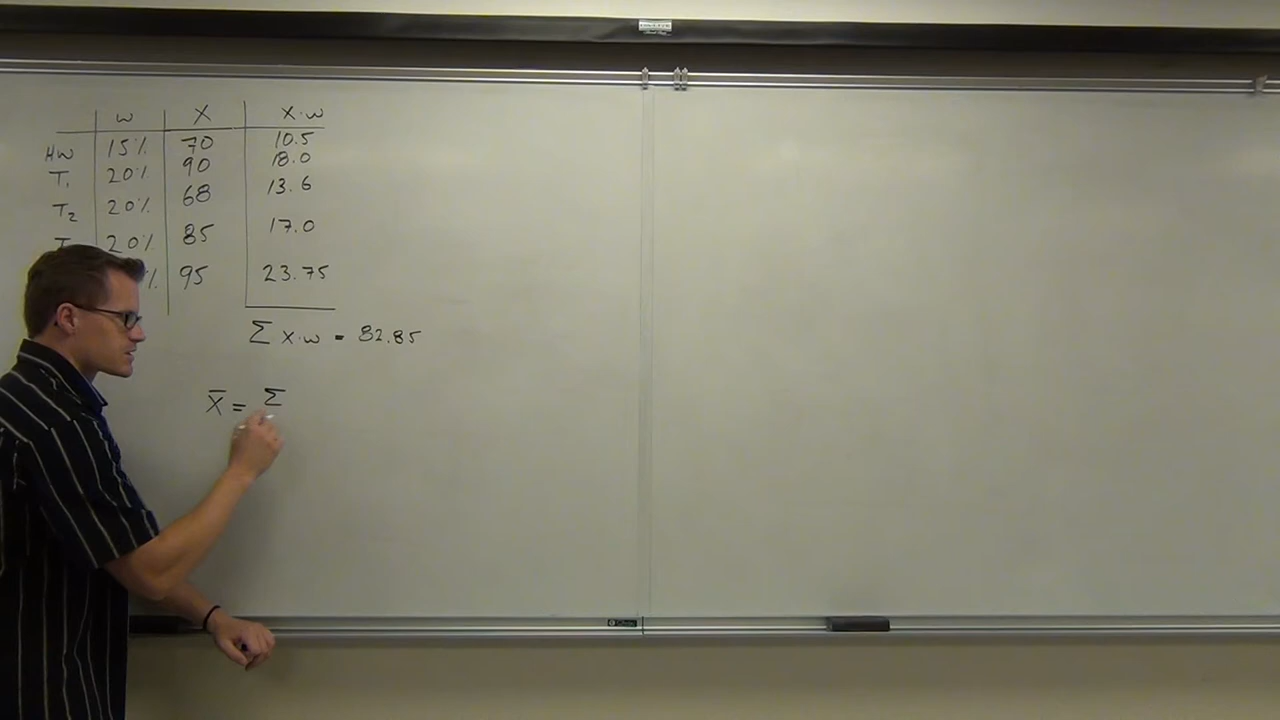 w X X·w
HW 15% 70 10.5
T₁ 20% 90 18.0
T₂ 20% 68 13.6
T 20% 85 17.0
% 95 23.75
Σ X·w = 82.85
X̄ = Σ